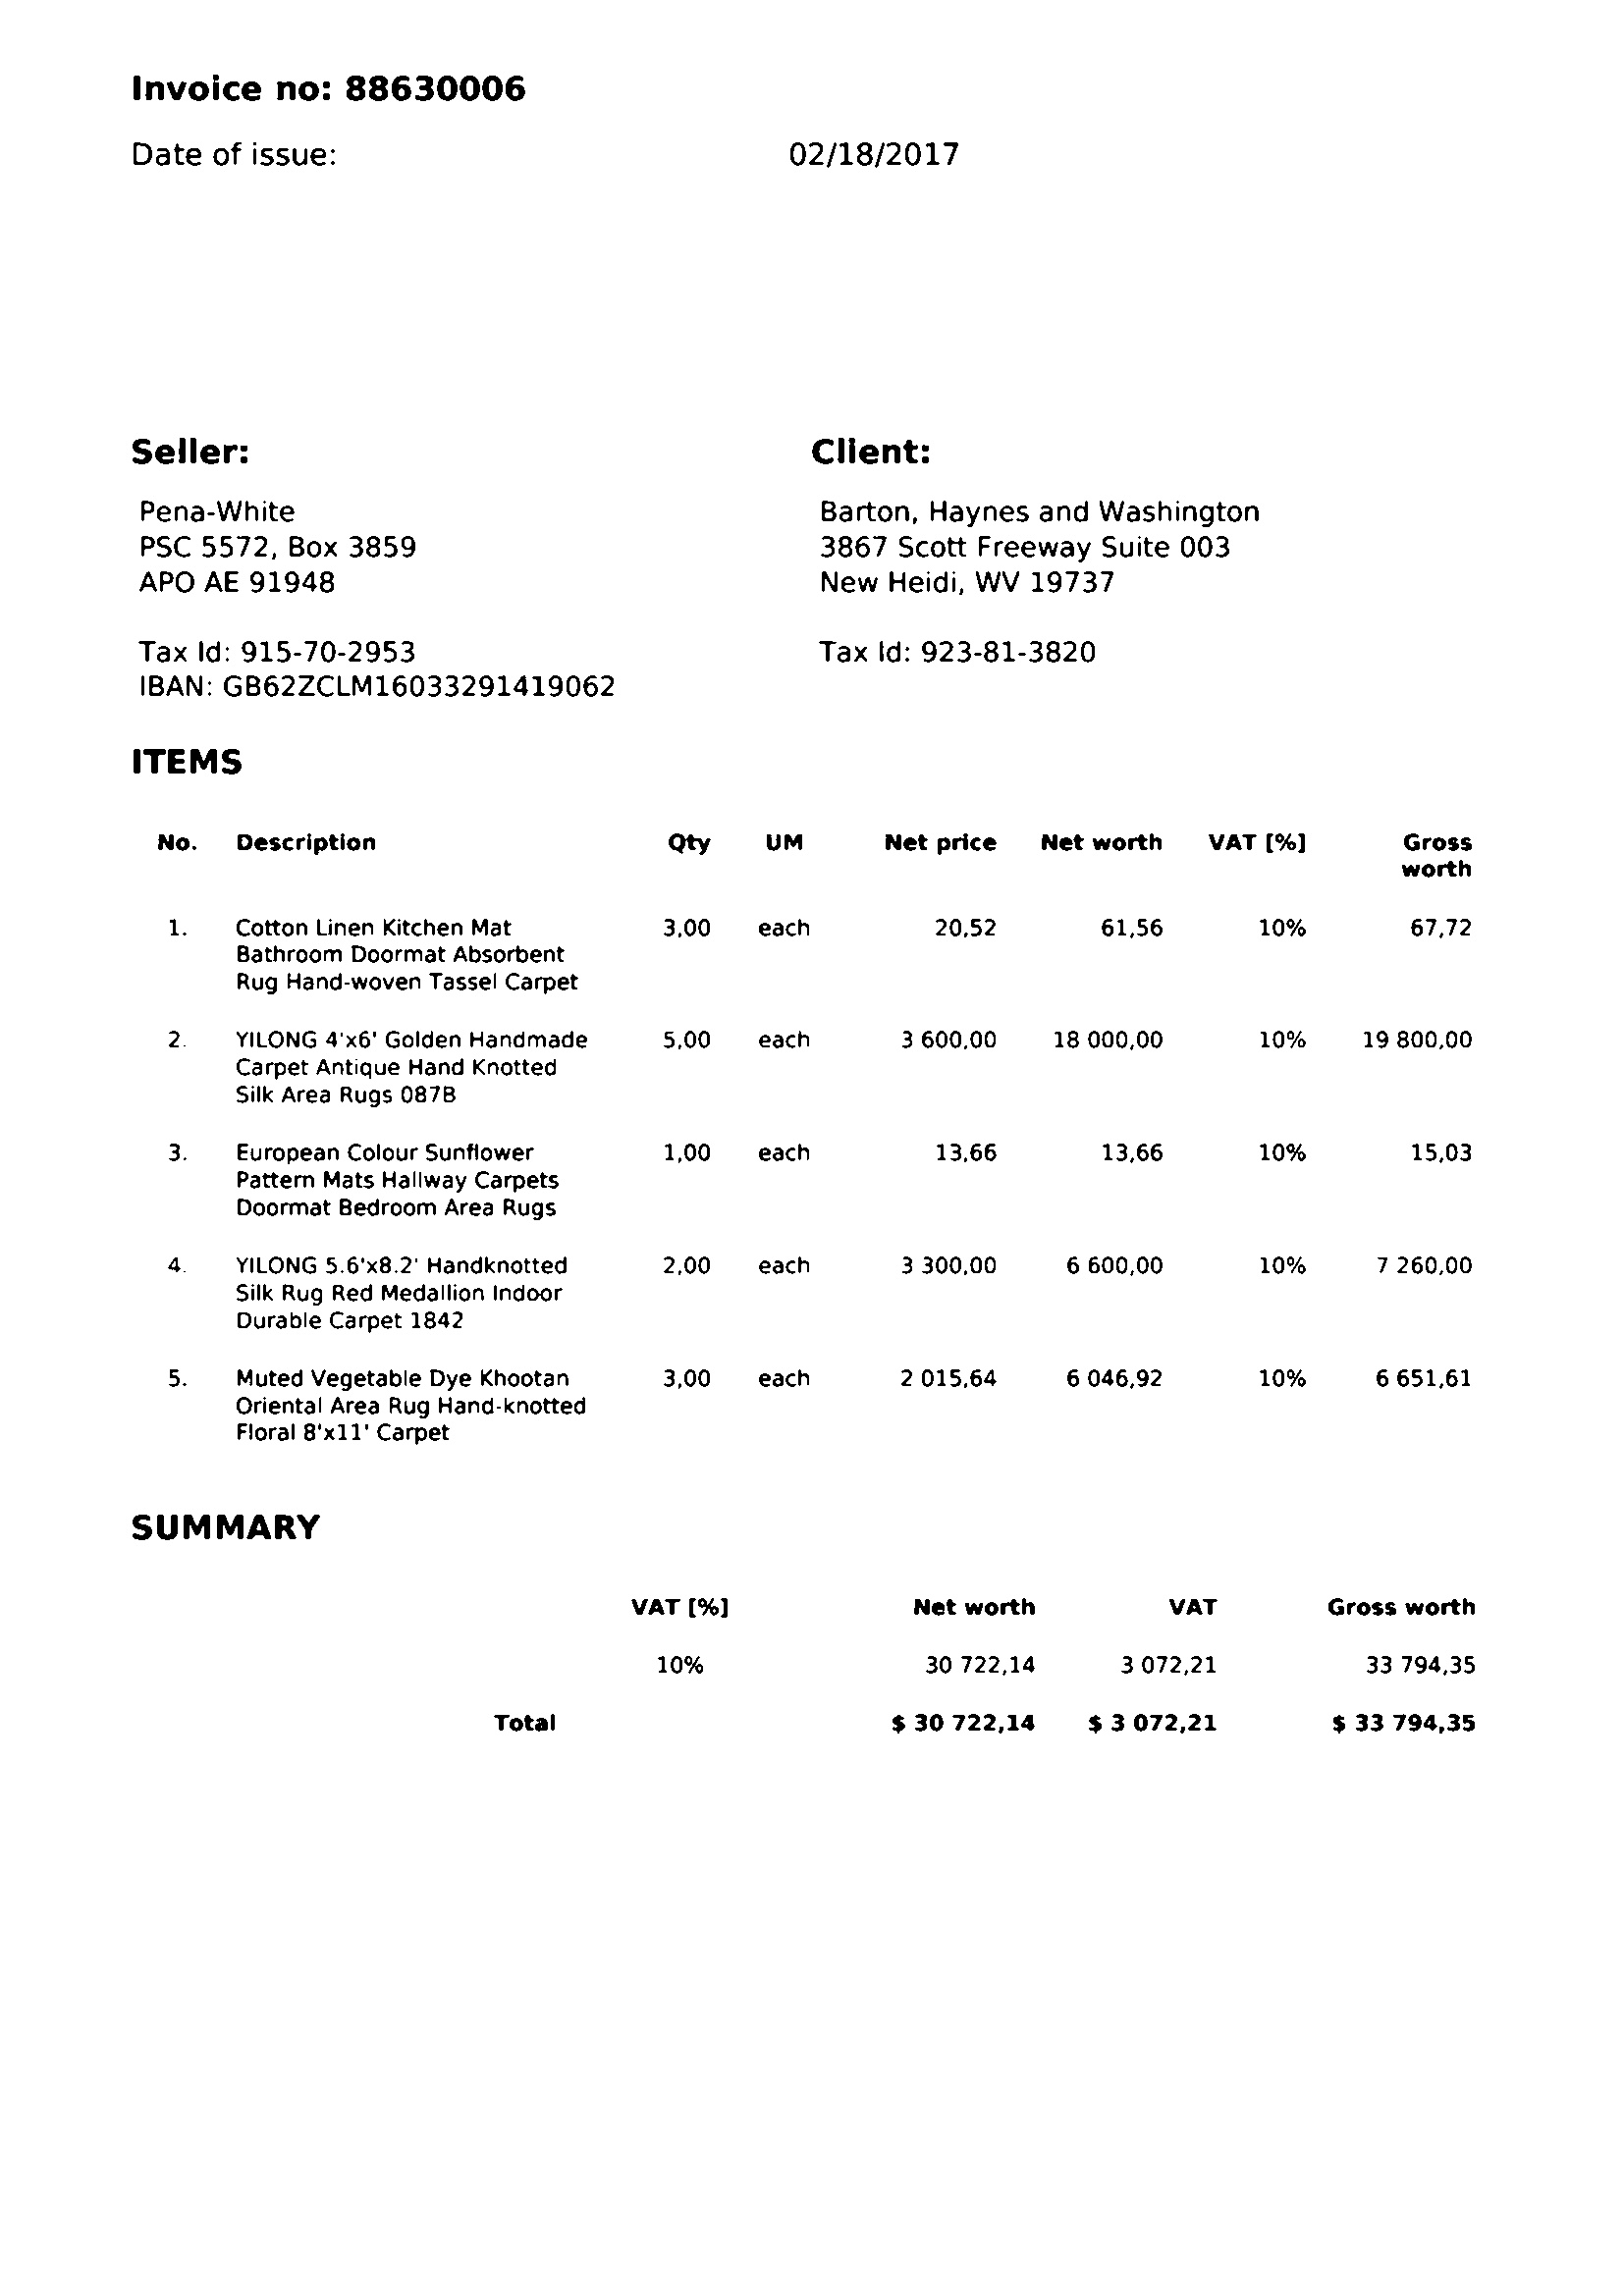 Invoice no: 88630006
Date of issue: 02/18/2017
Seller: Client:
Pena-White Barton, Haynes and Washington
PSC 5572, Box 3859 3867 Scott Freeway Suite 003
APO AE 91948 New Heidi, WV 19737
Tax Id: 915-70-2953 Tax Id: 923-81-3820
IBAN: GB62ZCLM16033291419062
ITEMS
No. Description Qty UM Net price Net worth VAT [%] Gross
worth
1. Cotton Linen Kitchen Mat 3,00 each 20,52 61,56 10% 67,72
Bathroom Doormat Absorbent
Rug Hand-woven Tassel Carpet
2. YILONG 4'x6' Golden Handmade 5,00 each 3 600,00 18 000,00 10% 19 800,00
Carpet Antique Hand Knotted
Silk Area Rugs 087B
3. European Colour Sunflower 1,00 each 13,66 13,66 10% 15,03
Pattern Mats Hallway Carpets
Doormat Bedroom Area Rugs
4. YILONG 5.6'x8.2' Handknotted 2,00 each 3 300,00 6 600,00 10% 7 260,00
Silk Rug Red Medallion Indoor
Durable Carpet 1842
5. Muted Vegetable Dye Khootan 3,00 each 2 015,64 6 046,92 10% 6 651,61
Oriental Area Rug Hand-knotted
Floral 8'x11' Carpet
SUMMARY
VAT [%] Net worth VAT Gross worth
10% 30 722,14 3 072,21 33 794,35
Total $ 30 722,14 $ 3 072,21 $ 33 794,35